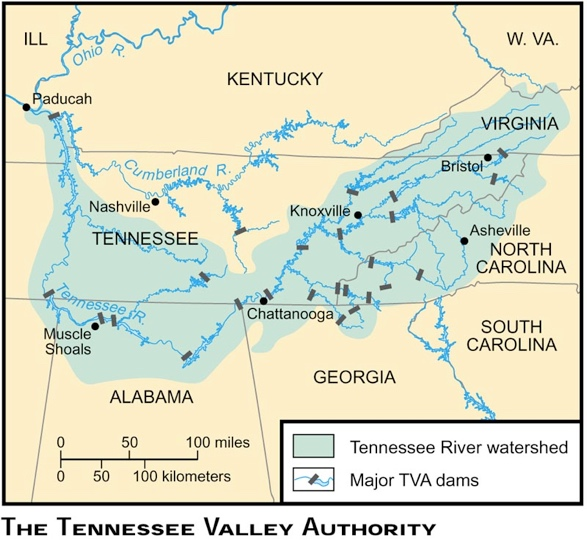 ILL
Ohio R.
W. VA.
KENTUCKY
Paducah
VIRGINIA
Cumberland R.
Bristol
Nashville
Knoxville
TENNESSEE
Asheville
NORTH
CAROLINA
Tennessee R.
Chattanooga
Muscle
Shoals
SOUTH
CAROLINA
GEORGIA
ALABAMA
0 50 100 miles
0 50 100 kilometers
Tennessee River watershed
Major TVA dams
THE TENNESSEE VALLEY AUTHORITY